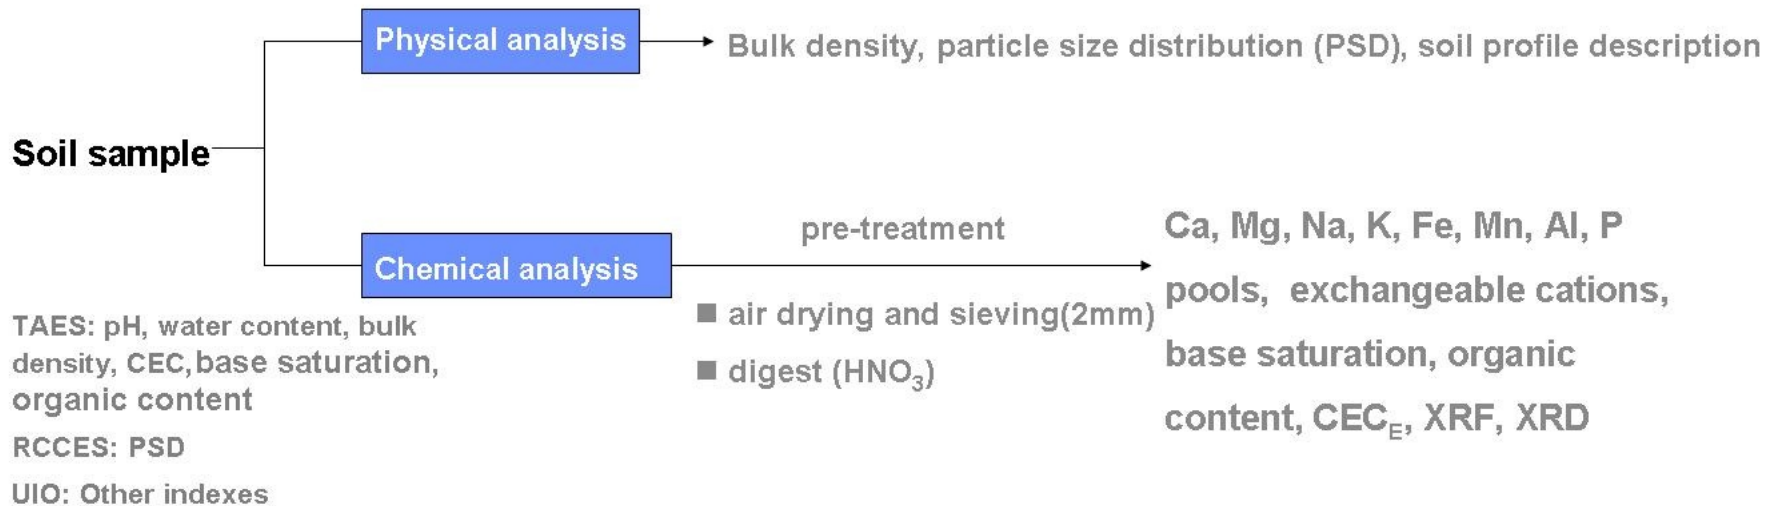 Physical analysis
Bulk density, particle size distribution (PSD), soil profile description
Soil sample
Chemical analysis
pre-treatment
■ air drying and sieving(2mm)
■ digest (HNO₃)
Ca, Mg, Na, K, Fe, Mn, Al, P
pools, exchangeable cations,
base saturation, organic
content, CECE, XRF, XRD
TAES: pH, water content, bulk
density, CEC,base saturation,
organic content
RCCES: PSD
UIO: Other indexes